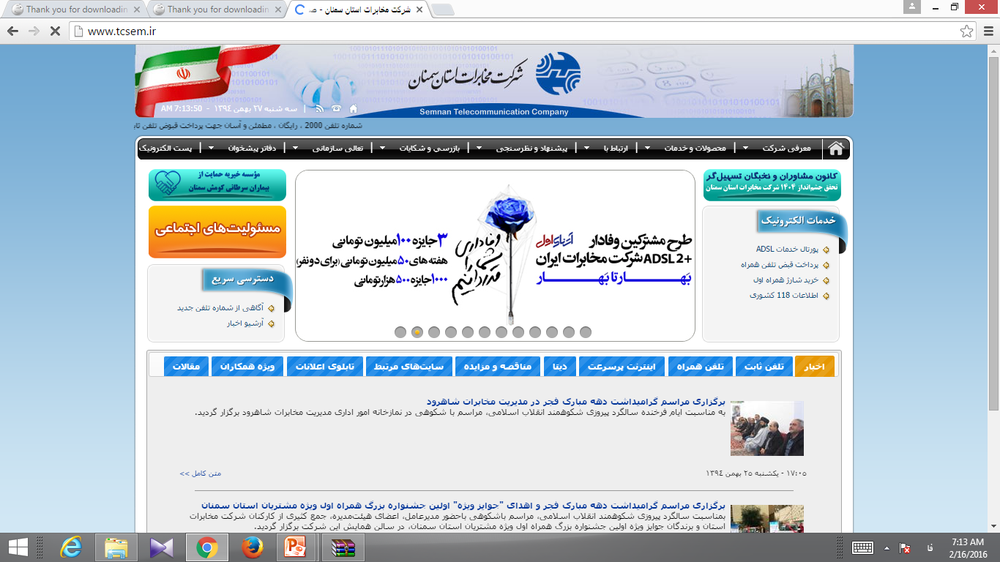 Thank you for downloadin
Thank you for downloadin
شرکت مخابرات استان سمنان - صـ
www.tcsem.ir
شرکت مخابرات استان سمنان
Semnan Telecommunication Company
سه شنبه ۲۷ بهمن ۱۳۹٤ - AM 7:13:50
شماره تلفن 2000 ، رایگان ، مطمئن و آسان جهت پرداخت قبوض تلفن ثاب
معرفی شرکت
محصولات و خدمات
ارتباط با
پیشنهاد و نظرسنجی
بازرسی و شکایات
تعالی سازمانی
دفاتر پیشخوان
پست الکترونیک
کانون مشاوران و نخبگان تسهیل‌گر
تحقق چشم‌انداز ۱۴۰۴ شرکت مخابرات استان سمنان
خدمات الکترونیک
پورتال خدمات ADSL
پرداخت قبض تلفن همراه
خرید شارژ همراه اول
اطلاعات 118 کشوری
طرح مشترکین وفادار
+ADSL 2 شرکت مخابرات ایران
بهار تا بهار
وفاداری شما را قدردانیم
۳ جایزه ۱۰۰ میلیون تومانی
هفته های ۵۰ میلیون تومانی (برای دو نفر)
۱۰۰۰ جایزه ۵۰۰ هزار تومانی
مؤسسه خیریه حمایت از
بیماران سرطانی کومش سمنان
مسئولیت‌های اجتماعی
دسترسی سریع
آگاهی از شماره تلفن جدید
آرشیو اخبار
اخبار
تلفن ثابت
تلفن همراه
اینترنت پرسرعت
دیتا
مناقصه و مزایده
سایت‌های مرتبط
تابلوی اعلانات
ویژه همکاران
مقالات
برگزاری مراسم گرامیداشت دهه مبارک فجر در مدیریت مخابرات شاهرود
به مناسبت ایام فرخنده سالگرد پیروزی شکوهمند انقلاب اسلامی، مراسم با شکوهی در نمازخانه امور اداری مدیریت مخابرات شاهرود برگزار گردید.
۱۷:۰۵ - یکشنبه ۲۵ بهمن ۱۳۹٤
متن کامل >>
برگزاری مراسم گرامیداشت دهه مبارک فجر و اهدای "جوایز ویژه" اولین جشنواره بزرگ همراه اول ویژه مشتریان استان سمنان
بمناسبت سالگرد پیروزی شکوهمند انقلاب اسلامی، مراسم باشکوهی باحضور مدیرعامل، اعضای هیئت‌مدیره، جمع کثیری از کارکنان شرکت مخابرات
استان و برندگان جوایز ویژه اولین جشنواره بزرگ همراه اول ویژه مشتریان استان سمنان، در سالن همایش این شرکت برگزار گردید.
فا
7:13 AM
2/16/2016